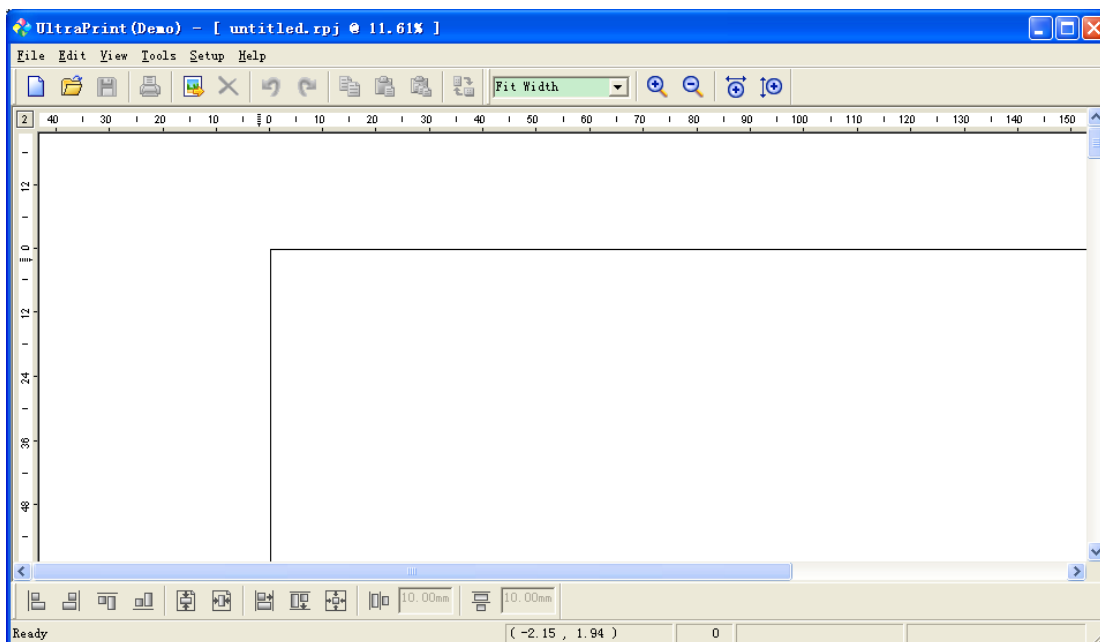 UltraPrint(Demo) - [ untitled.rpj @ 11.61% ]
File Edit View Tools Setup Help
Fit Width
2 40 30 20 10 0 10 20 30 40 50 60 70 80 90 100 110 120 130 140 150
12
0
12
24
36
48
10.00mm 10.00mm
Ready (-2.15 , 1.94 ) 0